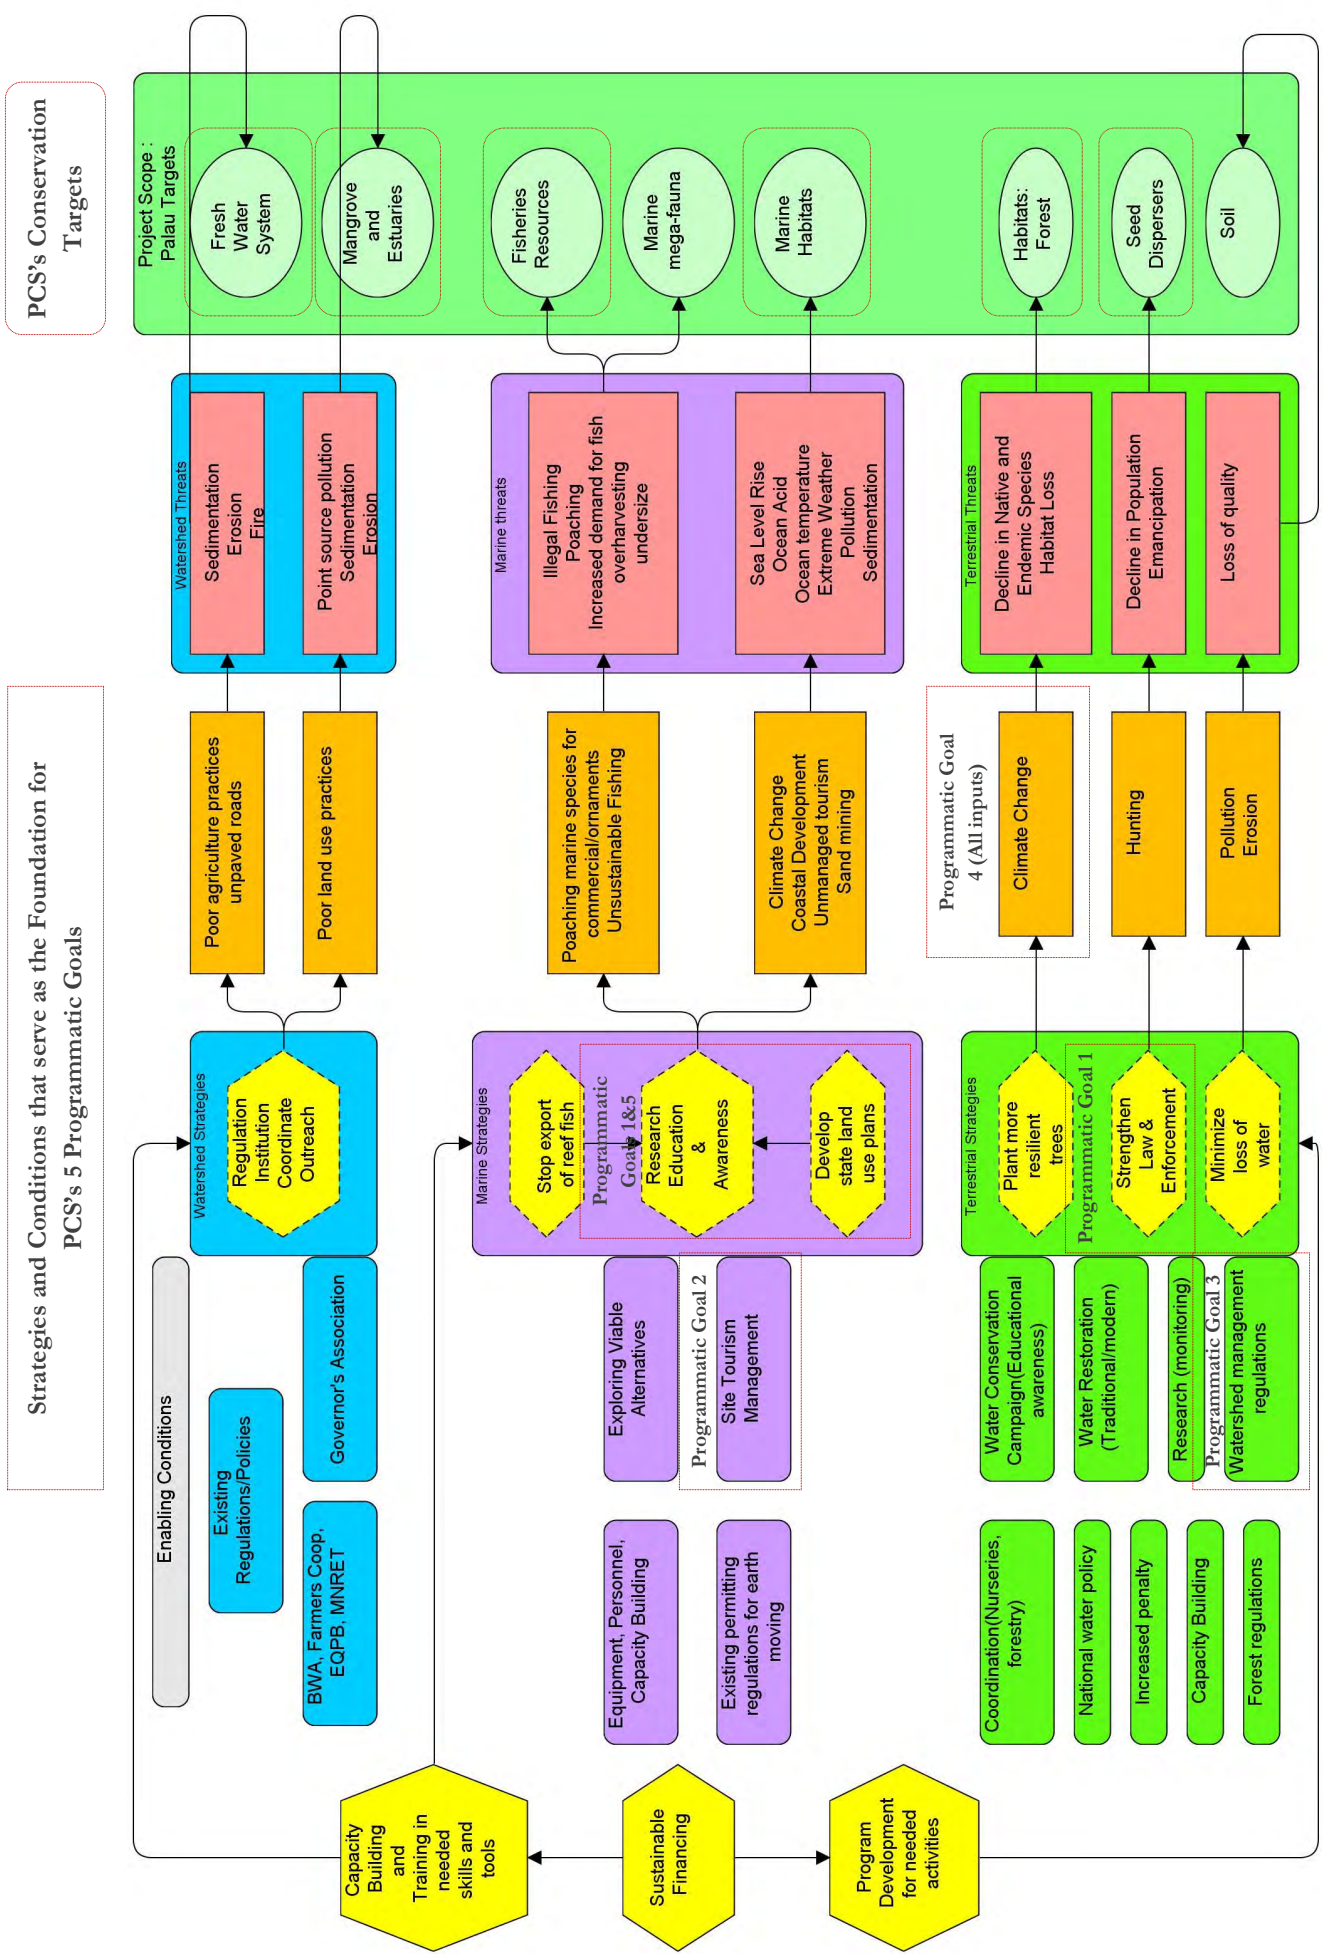 Strategies and Conditions that serve as the Foundation for
PCS's 5 Programmatic Goals
PCS's Conservation
Targets
Enabling Conditions
Existing
Regulations/Policies
BWA, Farmers Coop,
EQPB, MNRET
Governor's Association
Watershed Strategies
Regulation
Institution
Coordinate
Outreach
Poor agriculture practices
unpaved roads
Poor land use practices
Watershed Threats
Sedimentation
Erosion
Fire
Point source pollution
Sedimentation
Erosion
Project Scope :
Palau Targets
Fresh
Water
System
Mangrove
and
Estuaries
Capacity
Building
and
Training in
needed
skills and
tools
Sustainable
Financing
Program
Development
for needed
activities
Equipment, Personnel,
Capacity Building
Existing permitting
regulations for earth
moving
Exploring Viable
Alternatives
Programmatic Goal 2
Site Tourism
Management
Marine Strategies
Stop export
of reef fish
Programmatic
Goals 1&5
Research
Education
&
Awareness
Develop
state land
use plans
Poaching marine species for
commercial/ornaments
Unsustainable Fishing
Climate Change
Coastal Development
Unmanaged tourism
Sand mining
Marine threats
Illegal Fishing
Poaching
Increased demand for fish
overharvesting
undersize
Sea Level Rise
Ocean Acid
Ocean temperature
Extreme Weather
Pollution
Sedimentation
Fisheries
Resources
Marine
mega-fauna
Marine
Habitats
Coordination(Nurseries,
forestry)
National water policy
Increased penalty
Capacity Building
Forest regulations
Water Conservation
Campaign(Educational
awareness)
Water Restoration
(Traditional/modern)
Research (monitoring)
Programmatic Goal 3
Watershed management
regulations
Terrestrial Strategies
Plant more
resilient
trees
Programmatic Goal 1
Strengthen
Law &
Enforcement
Minimize
loss of
water
Programmatic Goal
4 (All inputs)
Climate Change
Hunting
Pollution
Erosion
Terrestrial Threats
Decline in Native and
Endemic Species
Habitat Loss
Decline in Population
Emancipation
Loss of quality
Habitats:
Forest
Seed
Dispersers
Soil